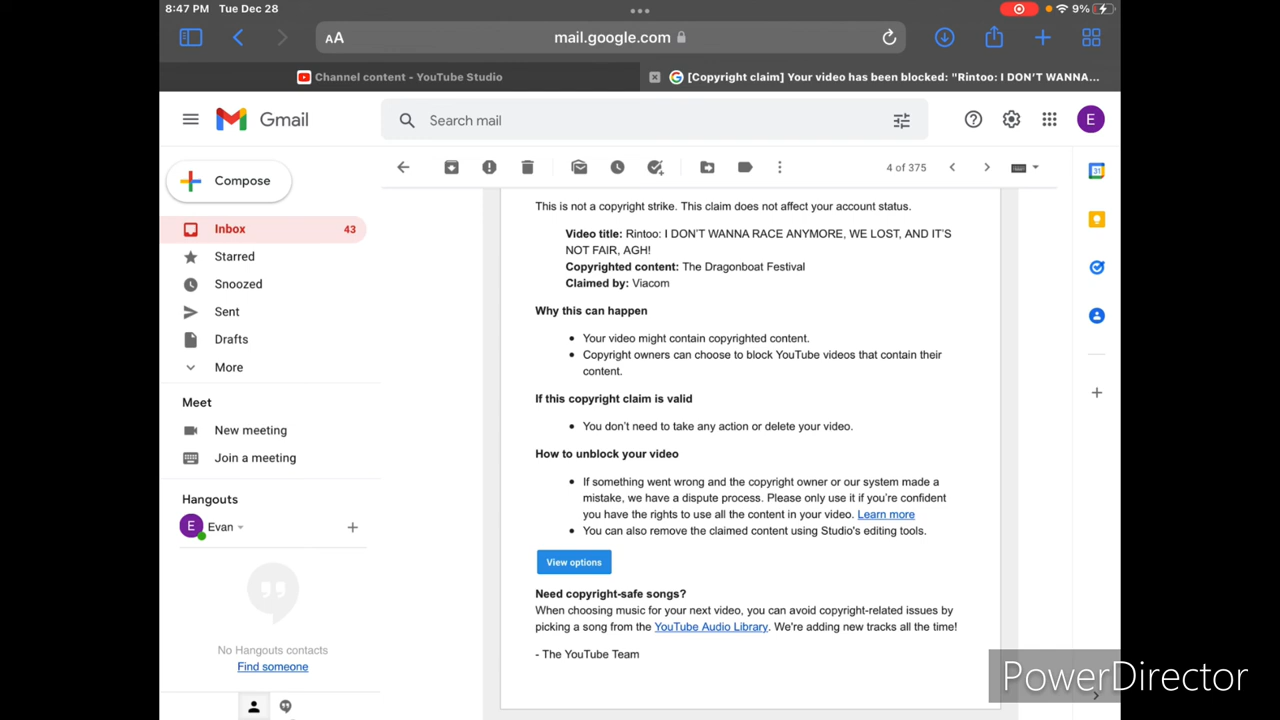 8:47 PM Tue Dec 28
9%
AA
mail.google.com
Channel content - YouTube Studio
[Copyright claim] Your video has been blocked: "Rintoo: I DON'T WANNA...
Gmail
Search mail
E
Compose
4 of 375
Inbox 43
Starred
Snoozed
Sent
Drafts
More
Meet
New meeting
Join a meeting
Hangouts
E Evan
No Hangouts contacts
Find someone
This is not a copyright strike. This claim does not affect your account status.
Video title: Rintoo: I DON'T WANNA RACE ANYMORE, WE LOST, AND IT'S
NOT FAIR, AGH!
Copyrighted content: The Dragonboat Festival
Claimed by: Viacom
Why this can happen
• Your video might contain copyrighted content.
• Copyright owners can choose to block YouTube videos that contain their
content.
If this copyright claim is valid
• You don't need to take any action or delete your video.
How to unblock your video
• If something went wrong and the copyright owner or our system made a
mistake, we have a dispute process. Please only use it if you're confident
you have the rights to use all the content in your video. Learn more
• You can also remove the claimed content using Studio's editing tools.
View options
Need copyright-safe songs?
When choosing music for your next video, you can avoid copyright-related issues by
picking a song from the YouTube Audio Library. We're adding new tracks all the time!
- The YouTube Team
31
PowerDirector